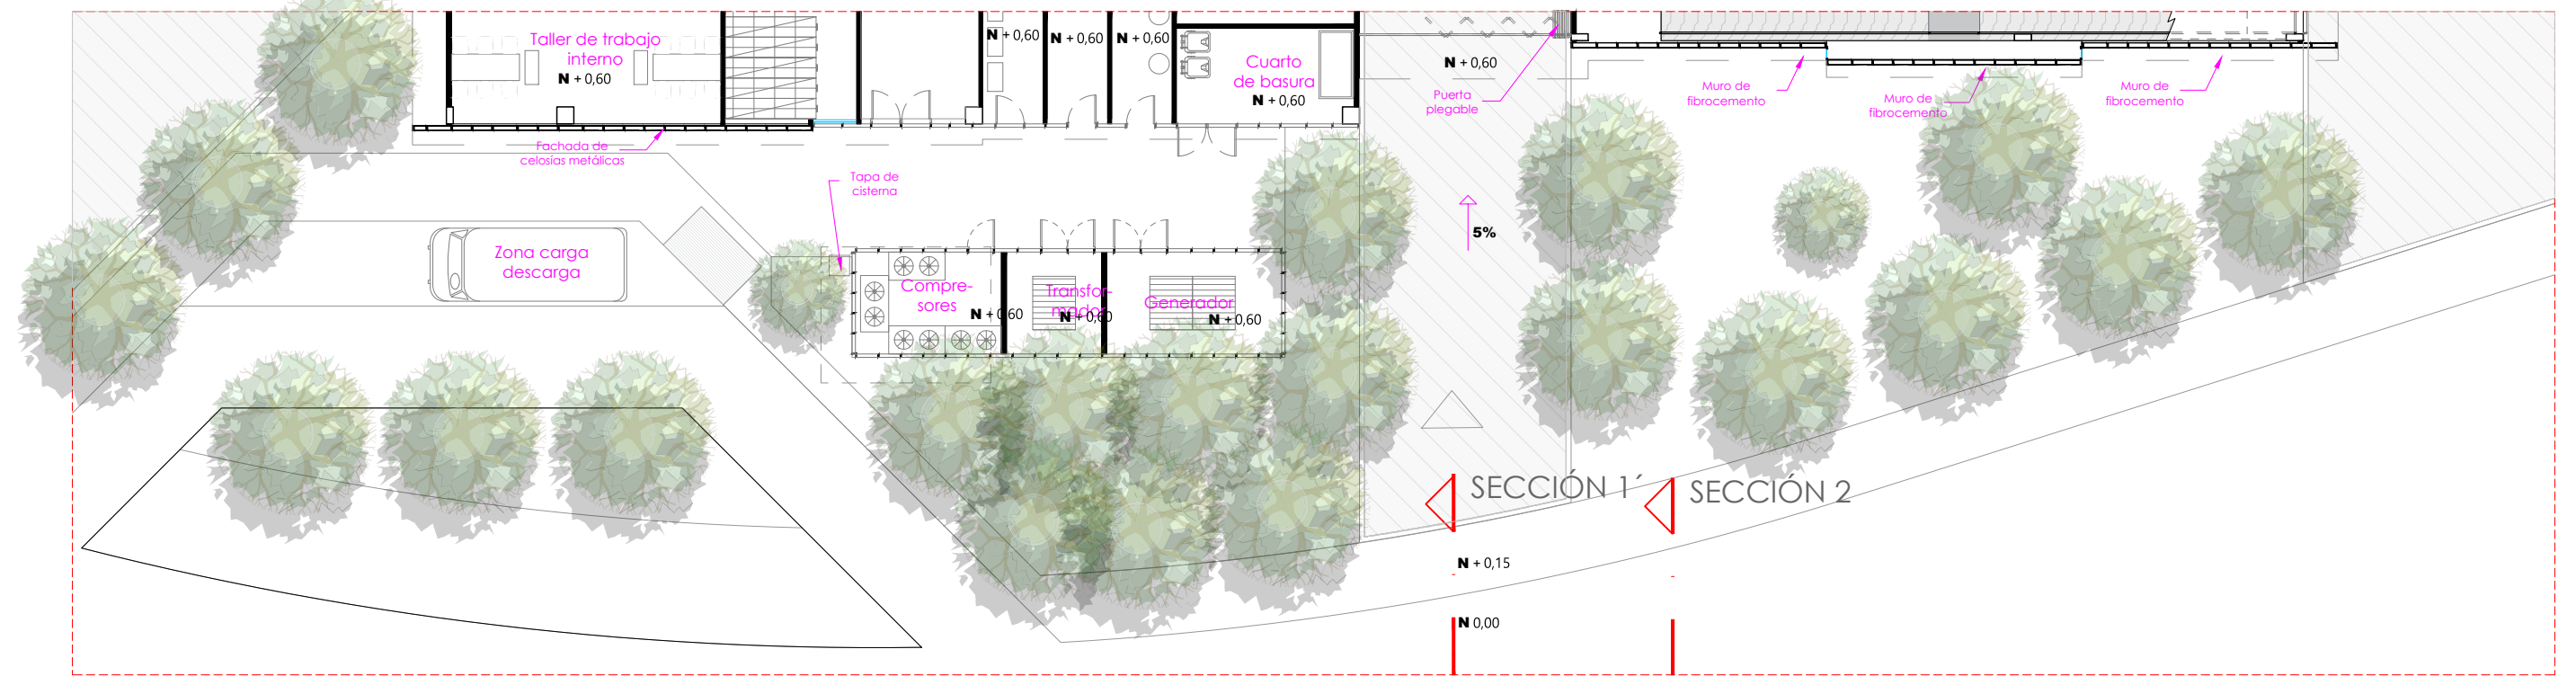 Taller de trabajo
interno
N + 0,60
N + 0,60
N + 0,60
N + 0,60
Cuarto
de basura
N + 0,60
N + 0,60
Puerta
plegable
Muro de
fibrocemento
Muro de
fibrocemento
Muro de
fibrocemento
Fachada de
celosías metálicas
Tapa de
cisterna
5%
Zona carga
descarga
Compre-
sores
N + 0,60
Transfor-
mador
N + 0,60
Generador
N + 0,60
SECCIÓN 1´
SECCIÓN 2
N + 0,15
N 0,00